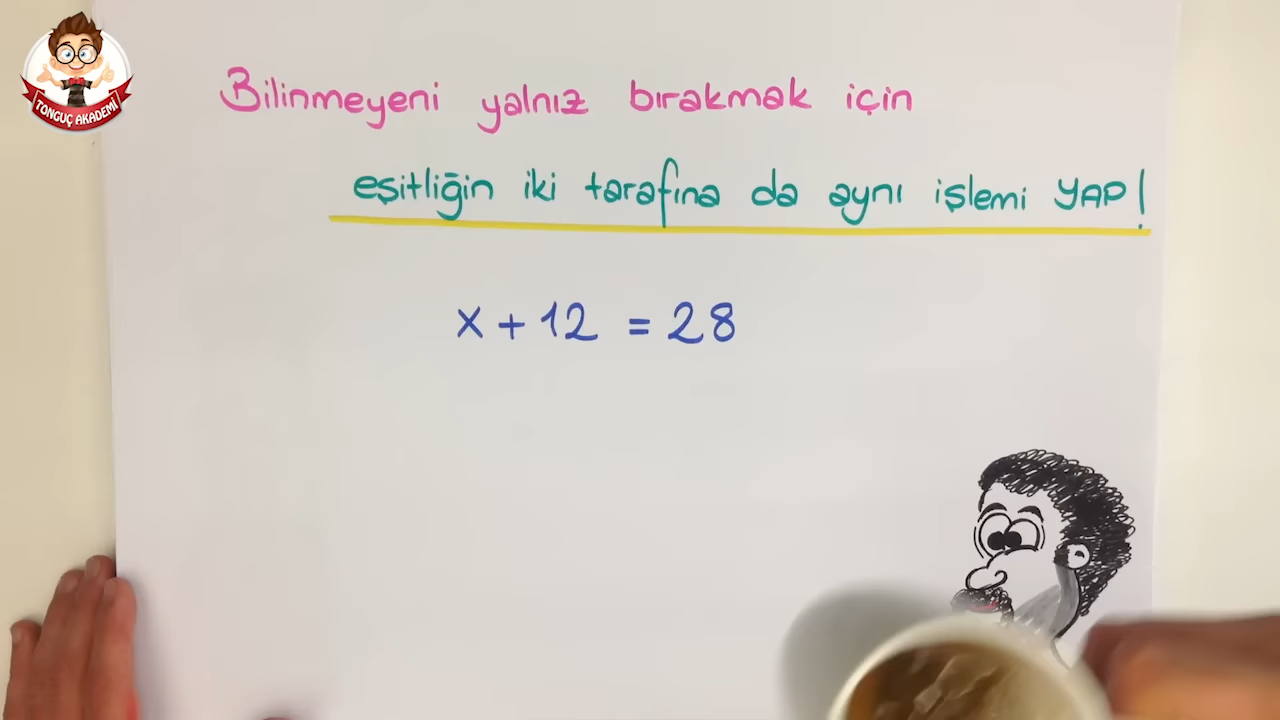 TONGUÇ AKADEMİ
Bilinmeyeni yalnız bırakmak için
eşitliğin iki tarafına da aynı işlemi YAP!
x + 12 = 28